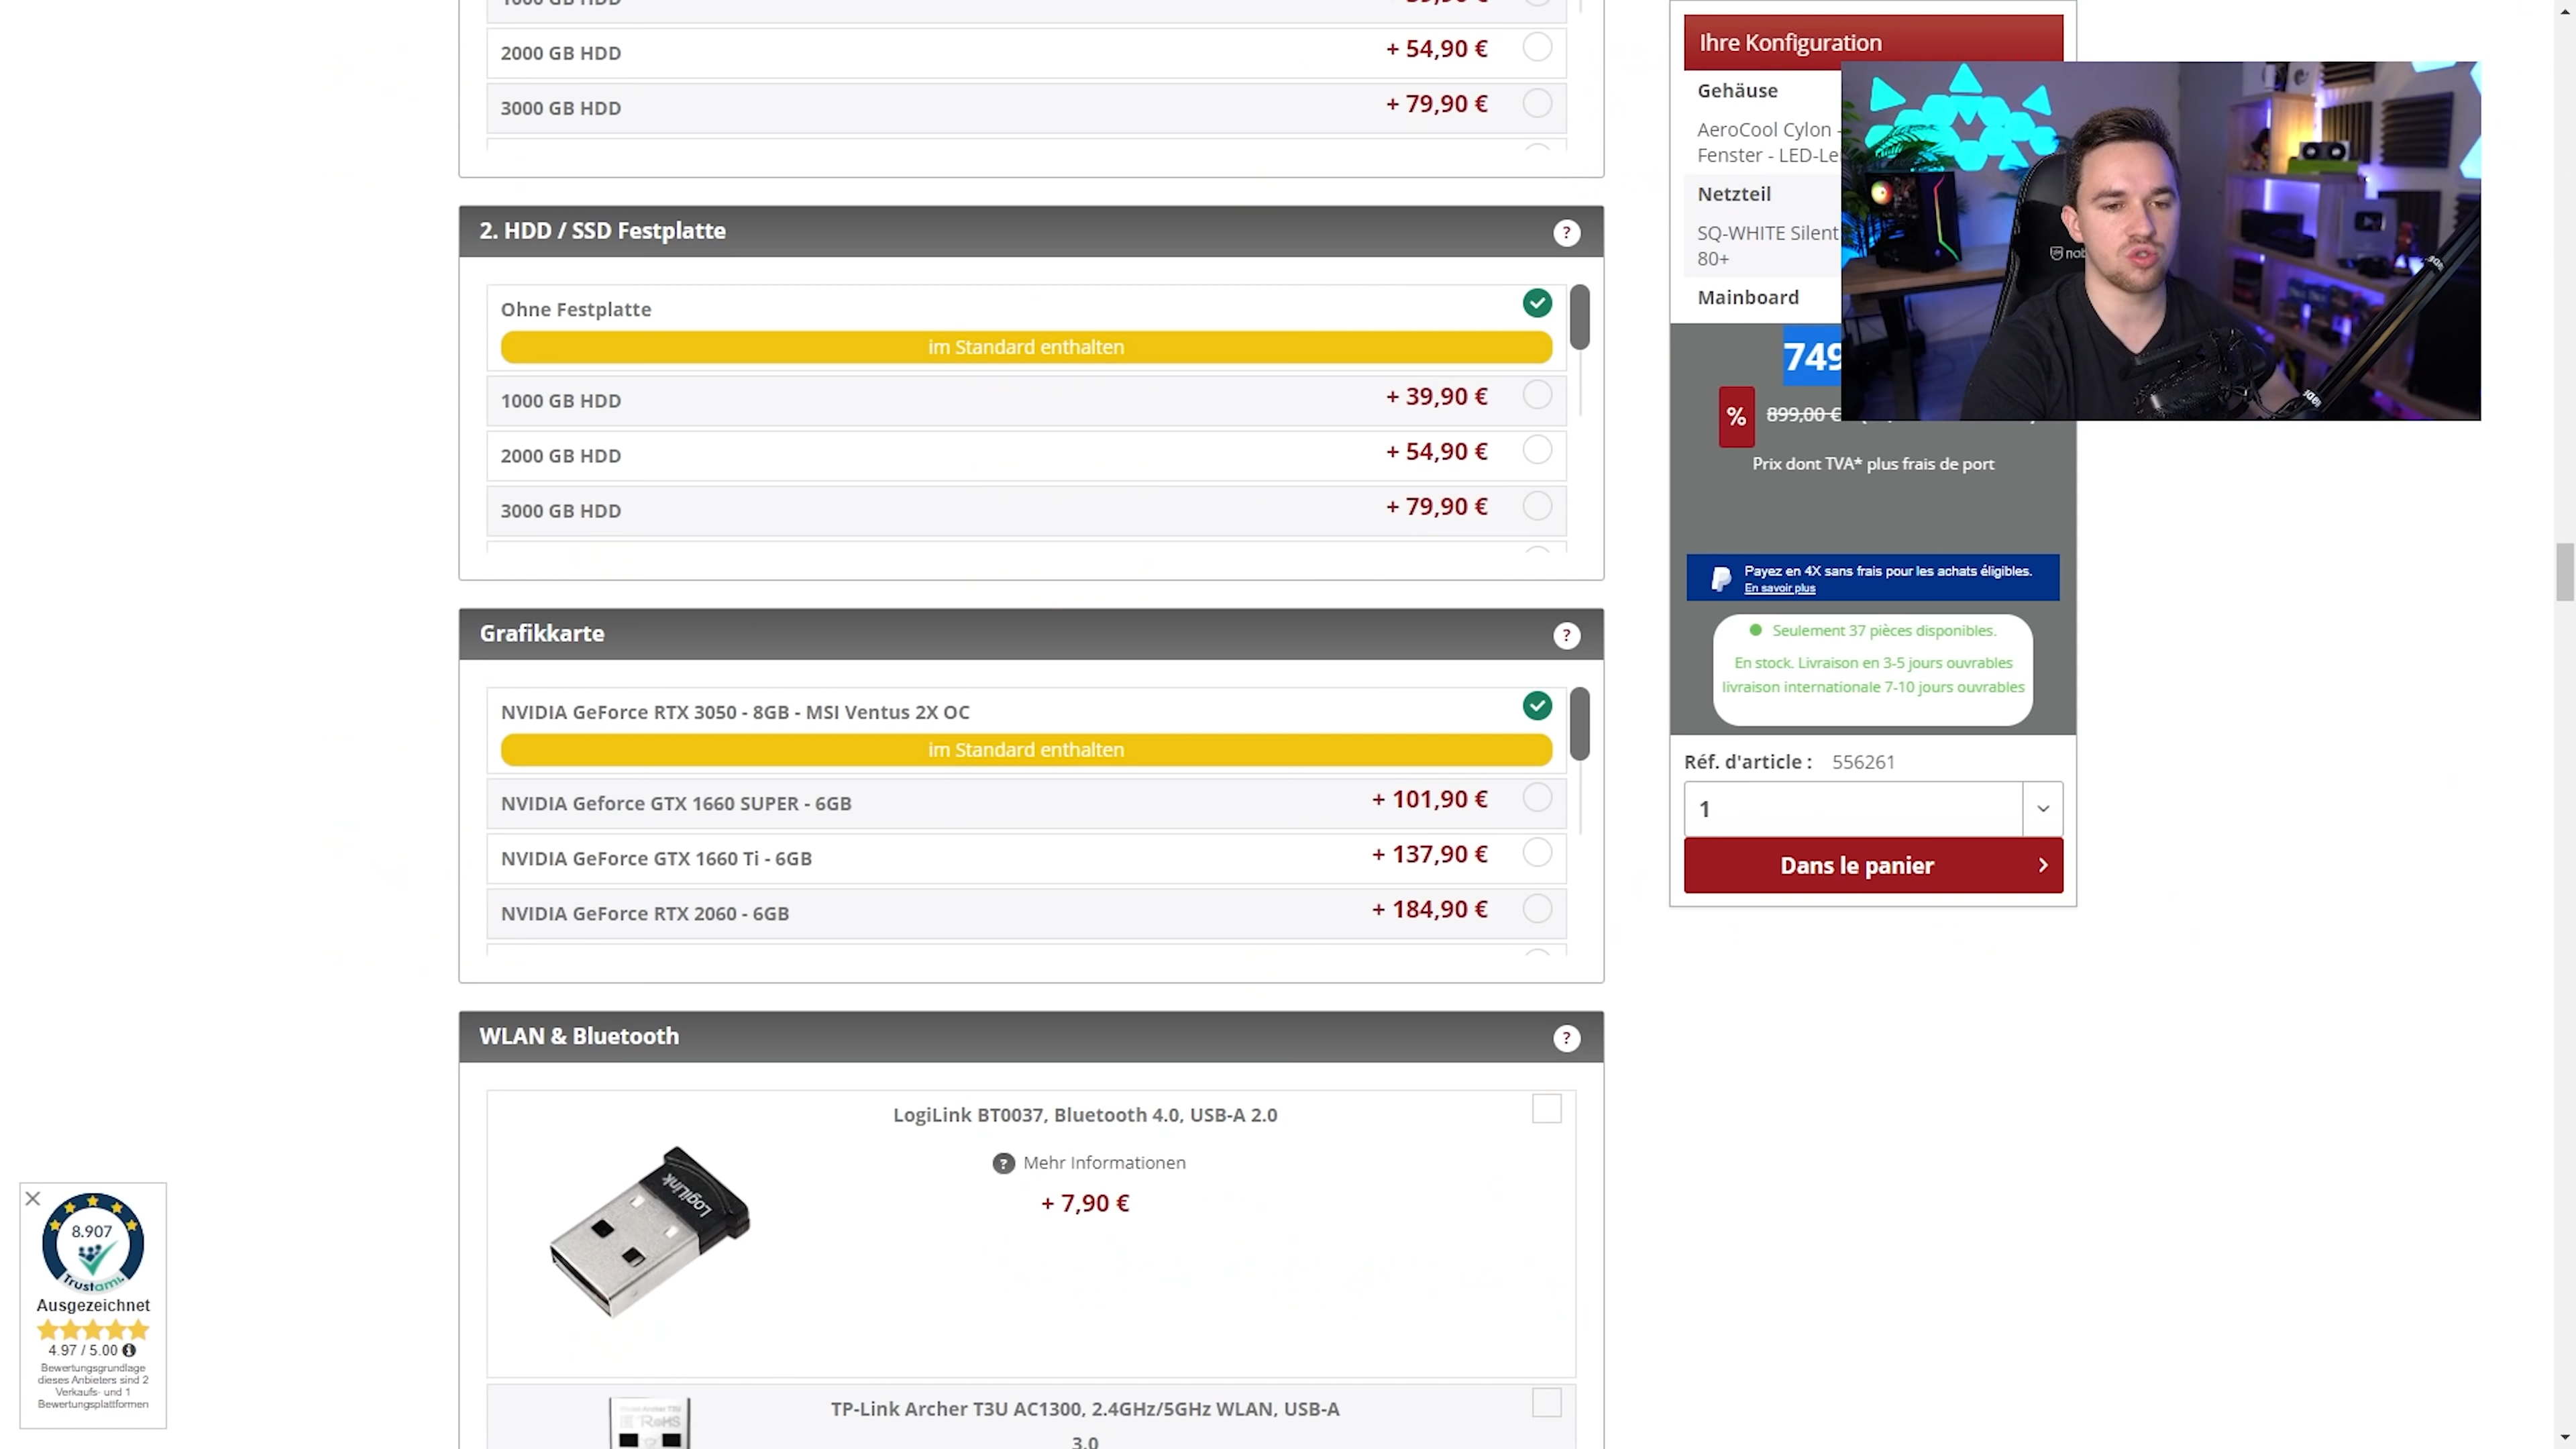 2000 GB HDD
+ 54,90 €
3000 GB HDD
+ 79,90 €
2. HDD / SSD Festplatte
?
Ohne Festplatte
im Standard enthalten
1000 GB HDD
+ 39,90 €
2000 GB HDD
+ 54,90 €
3000 GB HDD
+ 79,90 €
Grafikkarte
?
NVIDIA GeForce RTX 3050 - 8GB - MSI Ventus 2X OC
im Standard enthalten
NVIDIA Geforce GTX 1660 SUPER - 6GB
+ 101,90 €
NVIDIA GeForce GTX 1660 Ti - 6GB
+ 137,90 €
NVIDIA GeForce RTX 2060 - 6GB
+ 184,90 €
WLAN & Bluetooth
?
LogiLink BT0037, Bluetooth 4.0, USB-A 2.0
? Mehr Informationen
+ 7,90 €
LogiLink
TP-Link Archer T3U AC1300, 2.4GHz/5GHz WLAN, USB-A
3.0
RoHS
Ihre Konfiguration
Gehäuse
AeroCool Cylon -
Fenster - LED-Le
Netzteil
SQ-WHITE Silent
80+
Mainboard
749
% 899,00 €
Prix dont TVA* plus frais de port
Payez en 4X sans frais pour les achats éligibles.
En savoir plus
Seulement 37 pièces disponibles.
En stock. Livraison en 3-5 jours ouvrables
livraison internationale 7-10 jours ouvrables
Réf. d'article : 556261
1
Dans le panier
8.907
Trustami.
Ausgezeichnet
4.97 / 5.00
Bewertungsgrundlage
dieses Anbieters sind 2
Verkaufs- und 1
Bewertungsplattformen